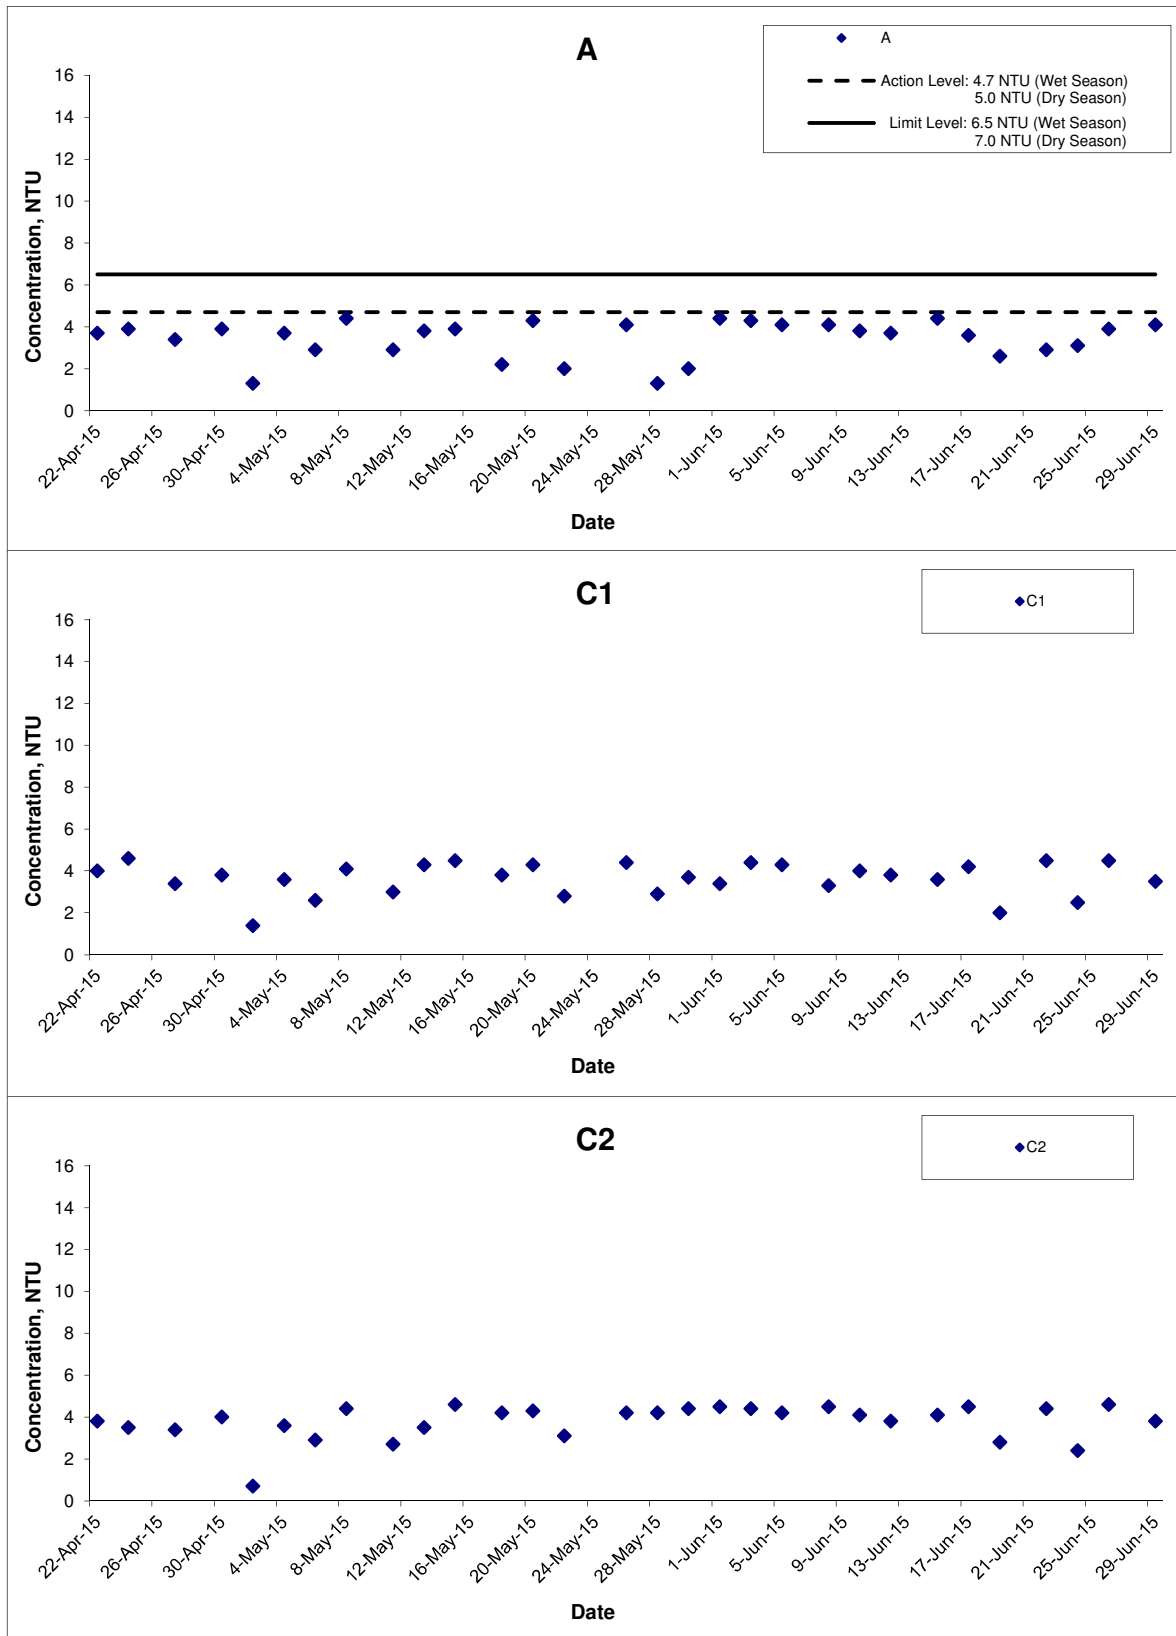 A
A
Action Level: 4.7 NTU (Wet Season)
5.0 NTU (Dry Season)
Limit Level: 6.5 NTU (Wet Season)
7.0 NTU (Dry Season)
Concentration, NTU
16
14
12
10
8
6
4
2
0
22-Apr-15
26-Apr-15
30-Apr-15
4-May-15
8-May-15
12-May-15
16-May-15
20-May-15
24-May-15
28-May-15
1-Jun-15
5-Jun-15
9-Jun-15
13-Jun-15
17-Jun-15
21-Jun-15
25-Jun-15
29-Jun-15
Date
C1
C1
Concentration, NTU
16
14
12
10
8
6
4
2
0
22-Apr-15
26-Apr-15
30-Apr-15
4-May-15
8-May-15
12-May-15
16-May-15
20-May-15
24-May-15
28-May-15
1-Jun-15
5-Jun-15
9-Jun-15
13-Jun-15
17-Jun-15
21-Jun-15
25-Jun-15
29-Jun-15
Date
C2
C2
Concentration, NTU
16
14
12
10
8
6
4
2
0
22-Apr-15
26-Apr-15
30-Apr-15
4-May-15
8-May-15
12-May-15
16-May-15
20-May-15
24-May-15
28-May-15
1-Jun-15
5-Jun-15
9-Jun-15
13-Jun-15
17-Jun-15
21-Jun-15
25-Jun-15
29-Jun-15
Date